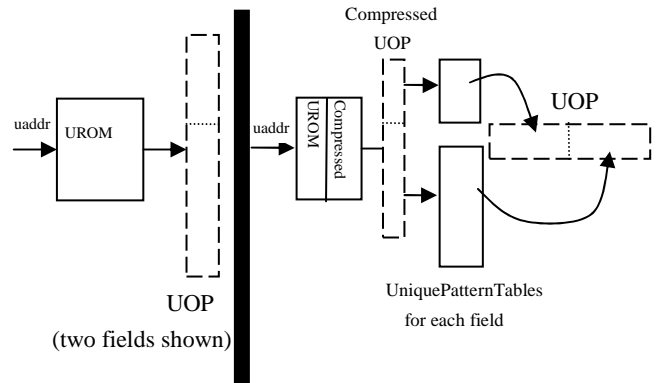 uaddr
UROM
UOP
(two fields shown)
Compressed
UOP
uaddr
UROM
Compressed
UOP
UniquePatternTables
for each field